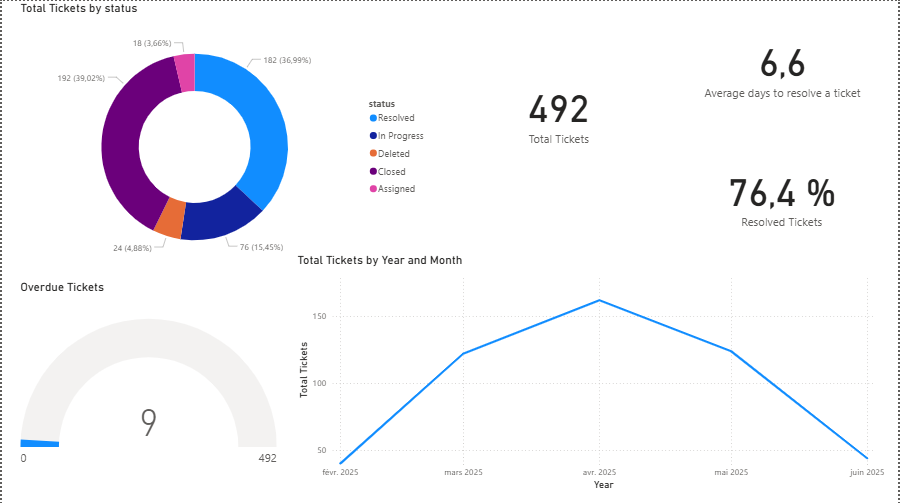 Total Tickets by status
18 (3,66%)
182 (36,99%)
192 (39,02%)
24 (4,88%)
76 (15,45%)
status
Resolved
In Progress
Deleted
Closed
Assigned
492
Total Tickets
6,6
Average days to resolve a ticket
76,4 %
Resolved Tickets
Overdue Tickets
9
0
492
Total Tickets by Year and Month
Total Tickets
150
100
50
févr. 2025
mars 2025
avr. 2025
mai 2025
juin 2025
Year